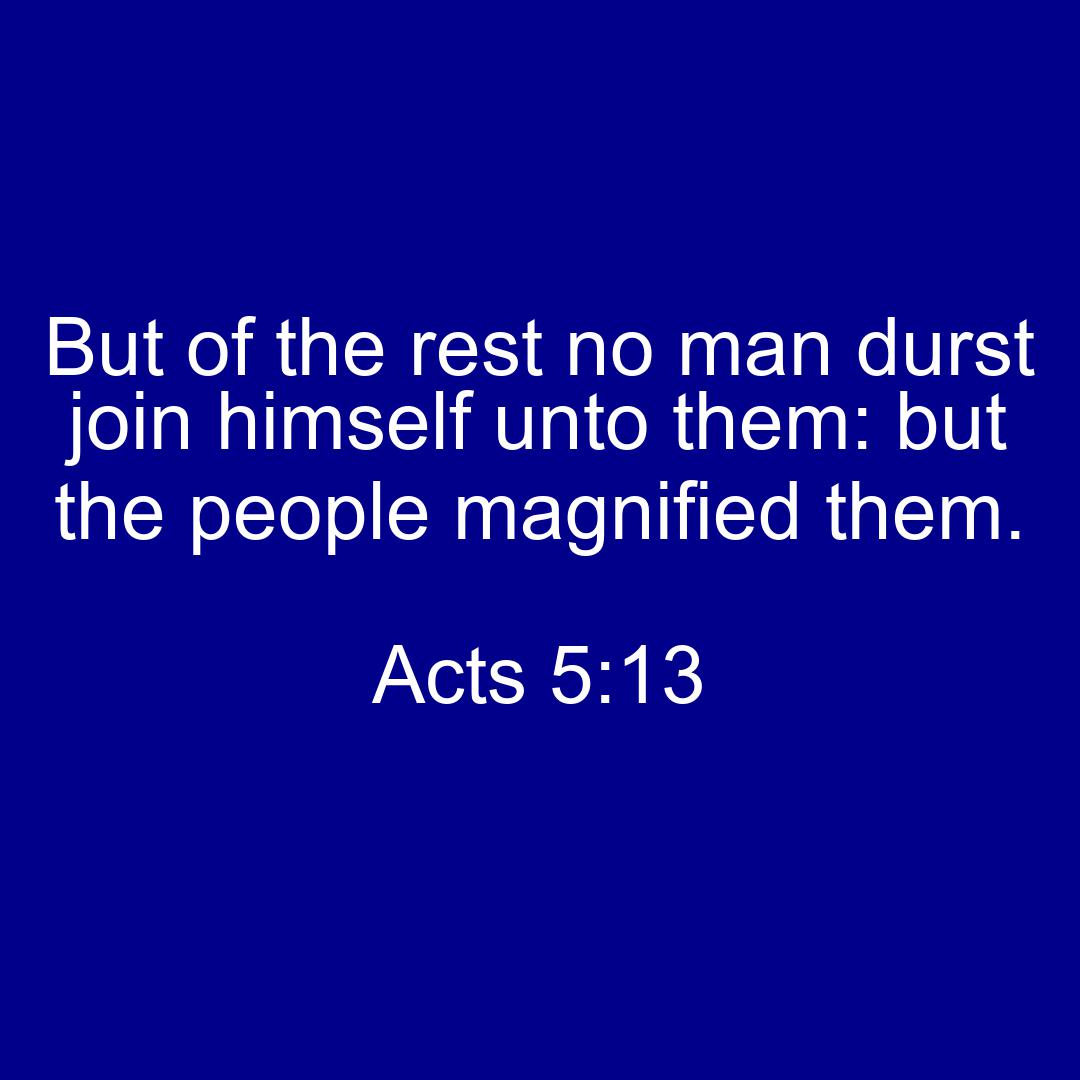 But of the rest no man durst
join himself unto them: but
the people magnified them.
Acts 5:13